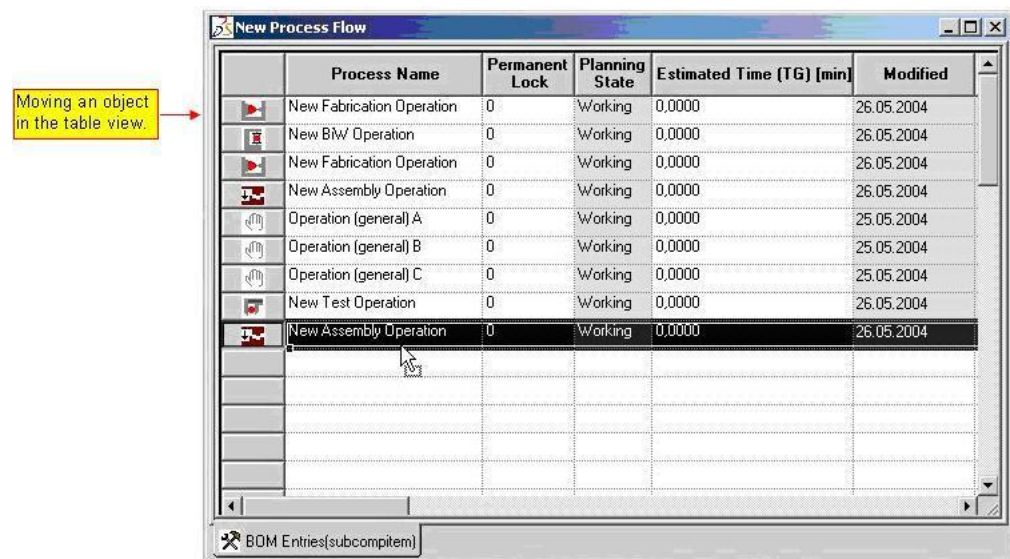 New Process Flow
Moving an object
in the table view.
Process Name Permanent Lock Planning State Estimated Time (TG) [min] Modified
New Fabrication Operation 0 Working 0,0000 26.05.2004
New BiW Operation 0 Working 0,0000 26.05.2004
New Fabrication Operation 0 Working 0,0000 26.05.2004
New Assembly Operation 0 Working 0,0000 26.05.2004
Operation (general) A 0 Working 0,0000 25.05.2004
Operation (general) B 0 Working 0,0000 25.05.2004
Operation (general) C 0 Working 0,0000 25.05.2004
New Test Operation 0 Working 0,0000 26.05.2004
New Assembly Operation 0 Working 0,0000 26.05.2004
BOM Entries(subcompitem)